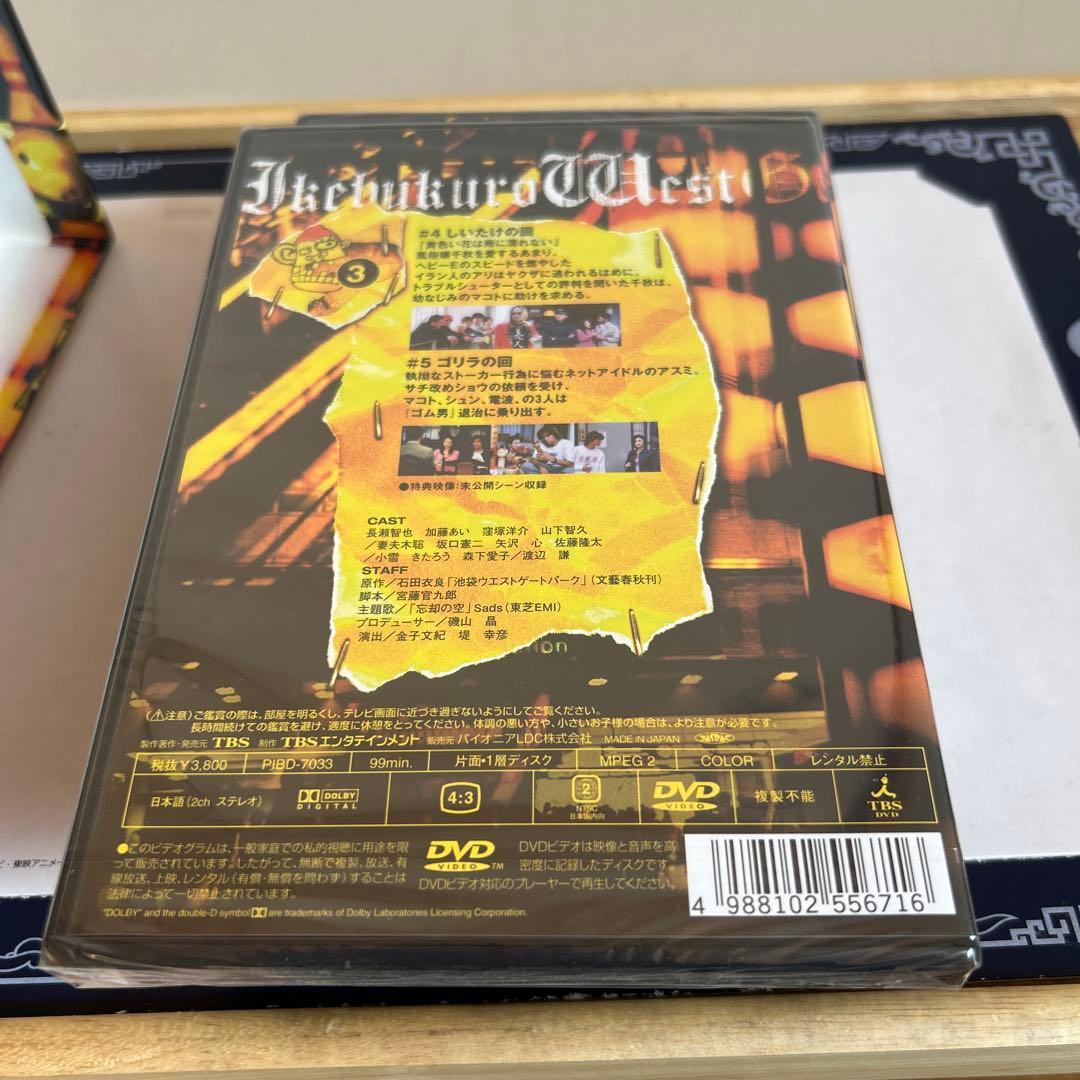 Ikebukuro West G
3
#4 しいたけの回
「黄色い花は雨に濡れない」
風俗嬢千秋を愛するあまり、
ヘビーEのスピードを燃やした
イラン人のアリはヤクザに追われるはめに。
トラブルシューターとしての評判を聞いた千秋は、
幼なじみのマコトに助けを求める。
#5 ゴリラの回
執拗なストーカー行為に悩むネットアイドルのアスミ。
サチ改めショウの依頼を受け、
マコト、シュン、電波、の3人は
『ゴム男』退治に乗り出す。
●特典映像:未公開シーン収録
CAST
長瀬智也 加藤あい 窪塚洋介 山下智久
/妻夫木聡 坂口憲二 矢沢 心 佐藤隆太
/小雪 きたろう 森下愛子/渡辺 謙
STAFF
原作/石田衣良「池袋ウエストゲートパーク」(文藝春秋刊)
脚本/宮藤官九郎
主題歌/「忘却の空」Sads(東芝EMI)
プロデューサー/磯山 晶
演出/金子文紀 堤 幸彦
(⚠注意)ご鑑賞の際は、部屋を明るくし、テレビ画面に近づき過ぎないようにしてご覧ください。
長時間続けての鑑賞を避け、適度に休憩をとってください。体調の悪い方や、小さいお子様の場合は、より注意が必要です。
製作著作・発売元 TBS 制作 TBSエンタテインメント 販売元 パイオニアLDC株式会社 MADE IN JAPAN
税抜¥3,800 PIBD-7033 99min. 片面・1層ディスク MPEG 2 COLOR レンタル禁止
日本語(2ch ステレオ) DOLBY DIGITAL 4:3 2 NTSC 日本国内向 DVD VIDEO 複製不能 TBS DVD
●このビデオグラムは、一般家庭での私的視聴に用途を限
って販売されています。したがって、無断で複製、放送、有
線放送、上映、レンタル(有償・無償を問わず)することは
法律によって一切禁止されています。
DVD VIDEO TM
DVDビデオは映像と音声を高
密度に記録したディスクです。
DVDビデオ対応のプレーヤーで再生してください。
"DOLBY" and the double-D symbol are trademarks of Dolby Laboratories Licensing Corporation.
4 988102 556716
・東映アニメー